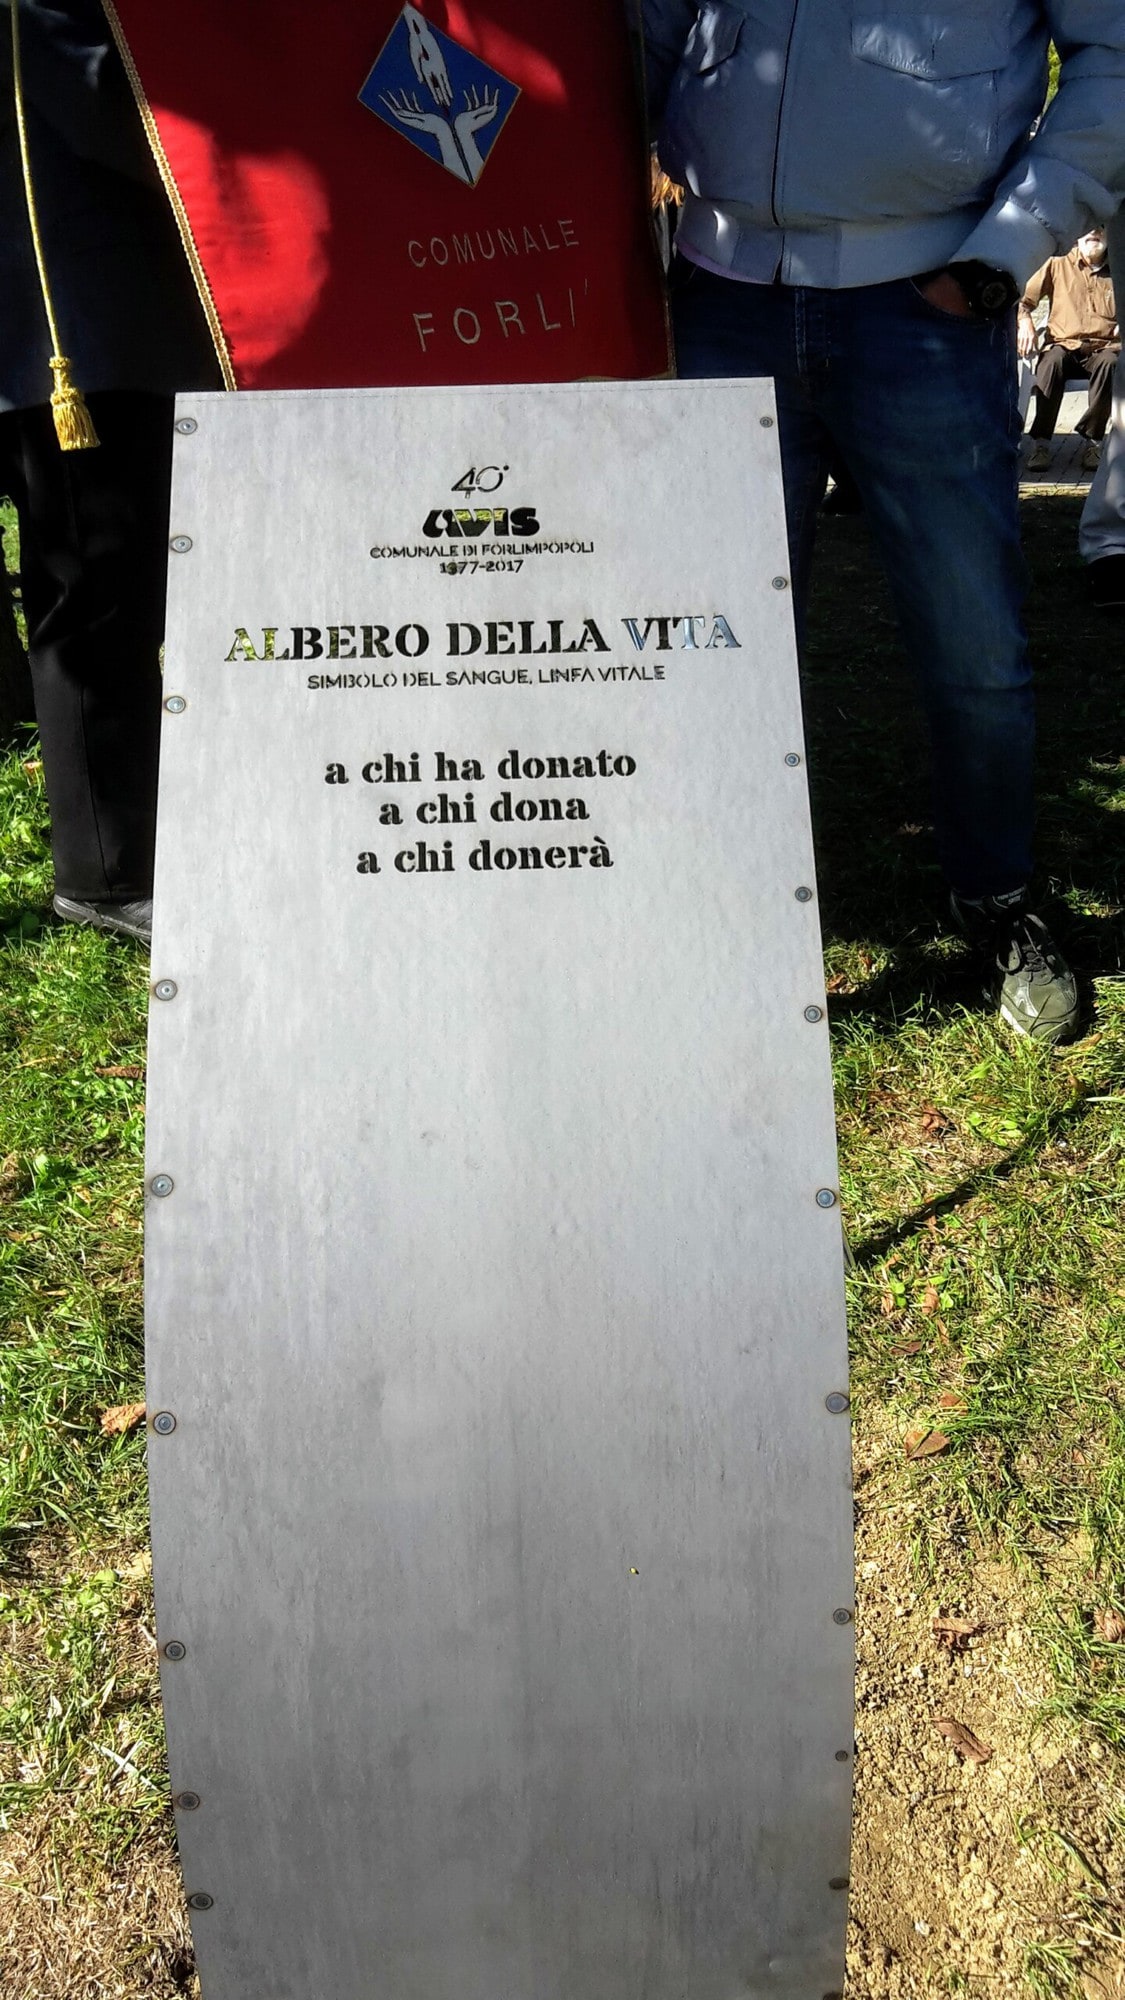 COMUNALE
FORLI'
40°
AVIS
COMUNALE DI FORLIMPOPOLI
1977-2017
ALBERO DELLA VITA
SIMBOLO DEL SANGUE, LINFA VITALE
a chi ha donato
a chi dona
a chi donerà